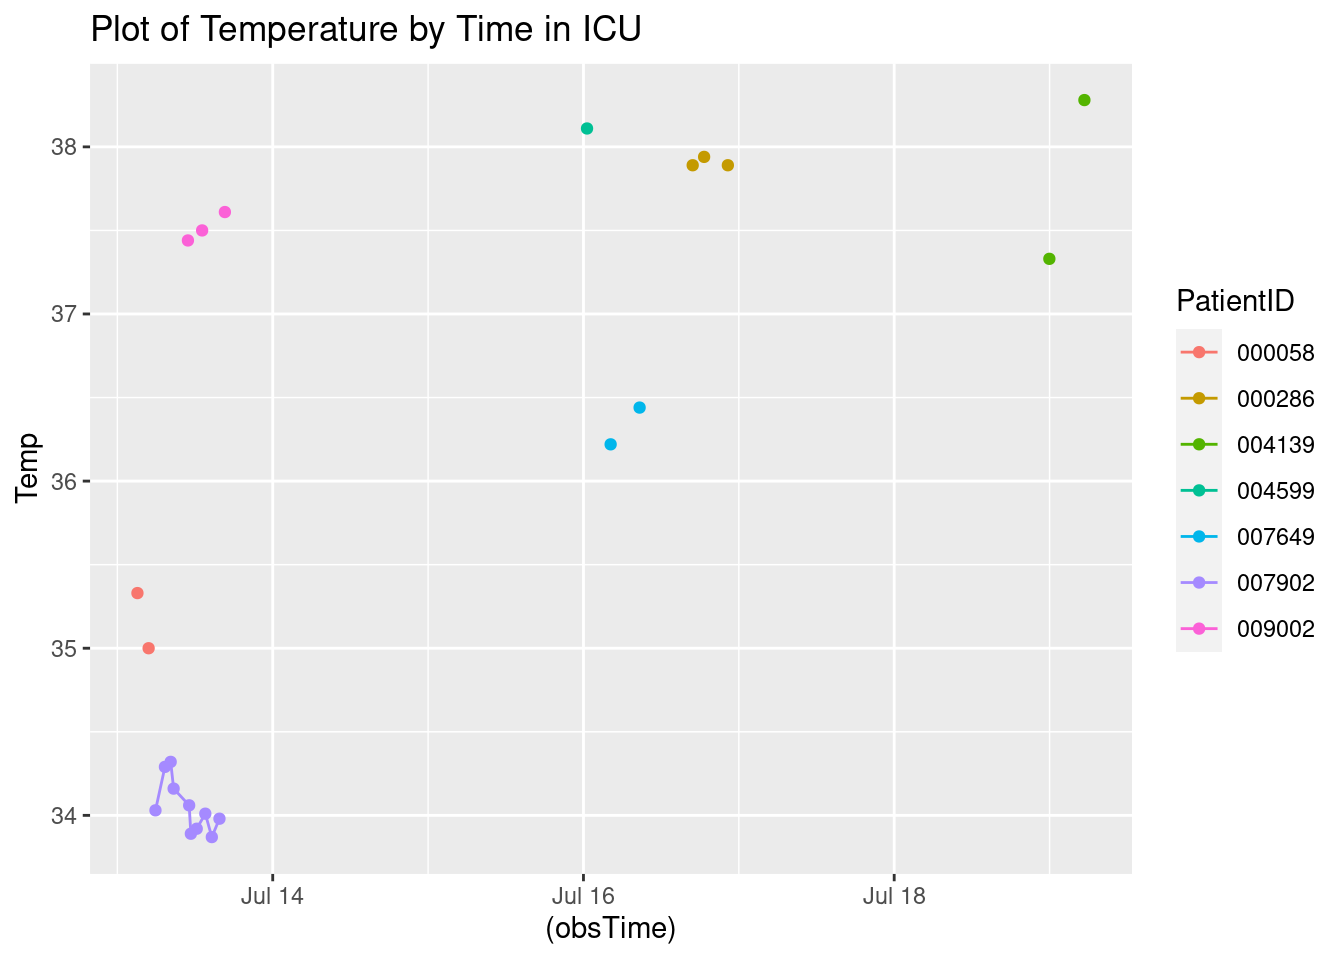 Plot of Temperature by Time in ICU
38
37
36
35
34
Temp
Jul 14 Jul 16 Jul 18
(obsTime)
PatientID
000058
000286
004139
004599
007649
007902
009002